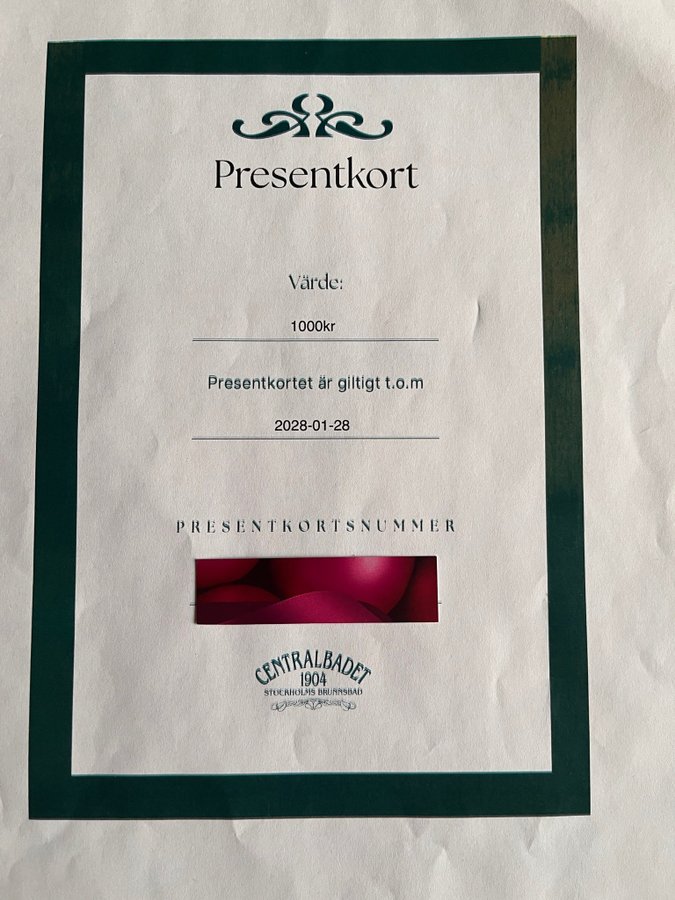 Presentkort
Värde:
1000kr
Presentkortet är giltigt t.o.m
2028-01-28
PRESENTKORTSNUMMER
CENTRALBADET
1904
STOCKHOLMS BRUNNSBAD